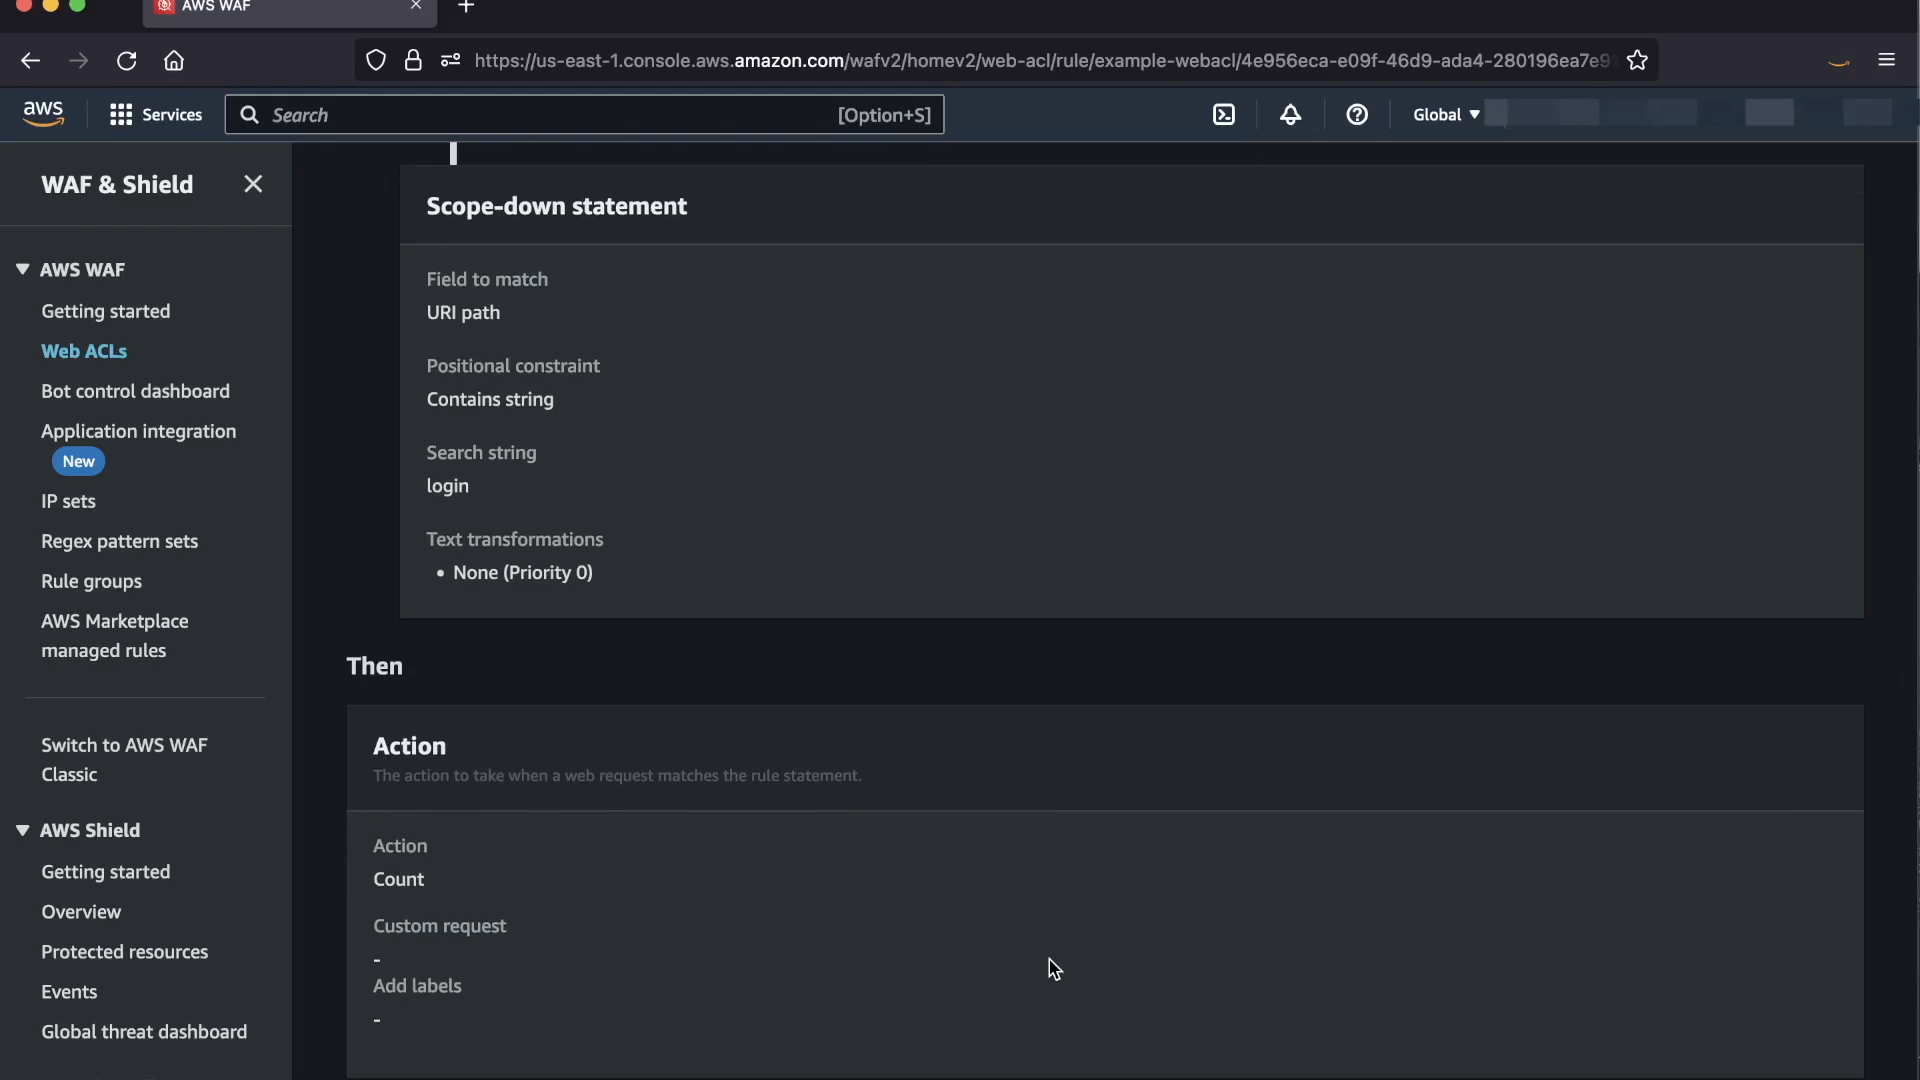 AWS WAF
https://us-east-1.console.aws.amazon.com/wafv2/homev2/web-acl/rule/example-webacl/4e956eca-e09f-46d9-ada4-280196ea7e9
aws
Services
Search
[Option+S]
Global
WAF & Shield
AWS WAF
Getting started
Web ACLs
Bot control dashboard
Application integration
New
IP sets
Regex pattern sets
Rule groups
AWS Marketplace
managed rules
Switch to AWS WAF
Classic
AWS Shield
Getting started
Overview
Protected resources
Events
Global threat dashboard
Scope-down statement
Field to match
URI path
Positional constraint
Contains string
Search string
login
Text transformations
• None (Priority 0)
Then
Action
The action to take when a web request matches the rule statement.
Action
Count
Custom request
-
Add labels
-